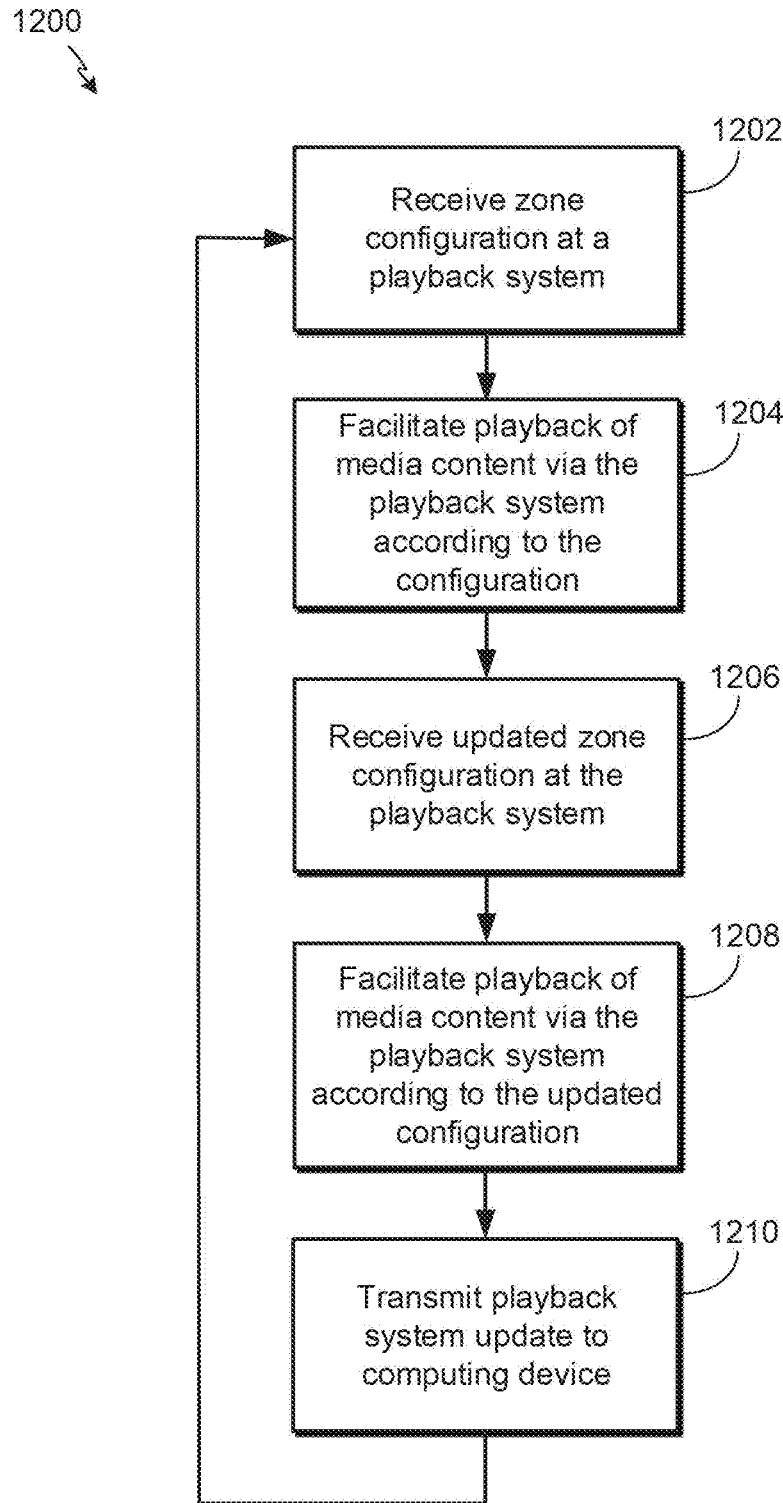 1200
1202
Receive zone
configuration at a
playback system
1204
Facilitate playback of
media content via the
playback system
according to the
configuration
1206
Receive updated zone
configuration at the
playback system
1208
Facilitate playback of
media content via the
playback system
according to the updated
configuration
1210
Transmit playback
system update to
computing device